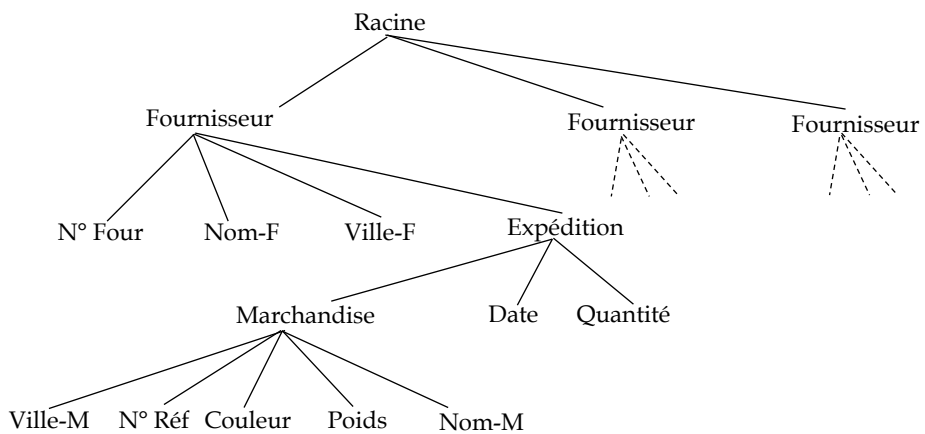 Racine
Fournisseur Fournisseur Fournisseur
N° Four Nom-F Ville-F Expédition
Marchandise Date Quantité
Ville-M N° Réf Couleur Poids Nom-M